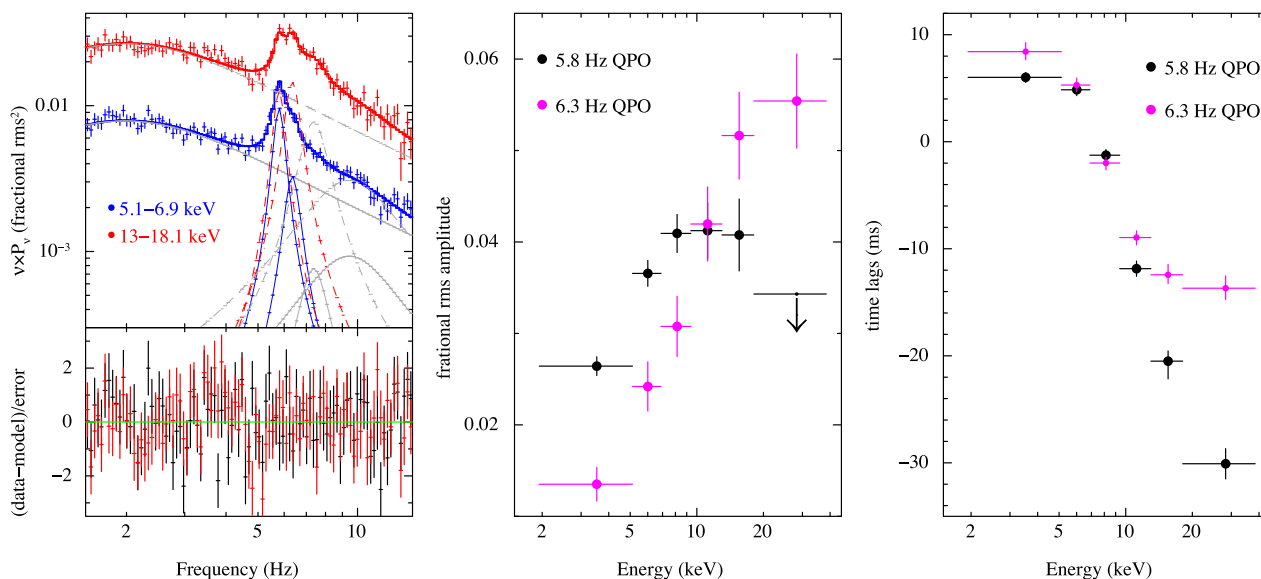 ν×Pν (fractional rms²)
0.01
10⁻³
5.1−6.9 keV
13−18.1 keV
(data−model)/error
2
0
−2
2
5
10
Frequency (Hz)
frational rms amplitude
0.06
0.04
0.02
5.8 Hz QPO
6.3 Hz QPO
2
5
10
20
Energy (keV)
time lags (ms)
10
0
−10
−20
−30
5.8 Hz QPO
6.3 Hz QPO
2
5
10
20
Energy (keV)